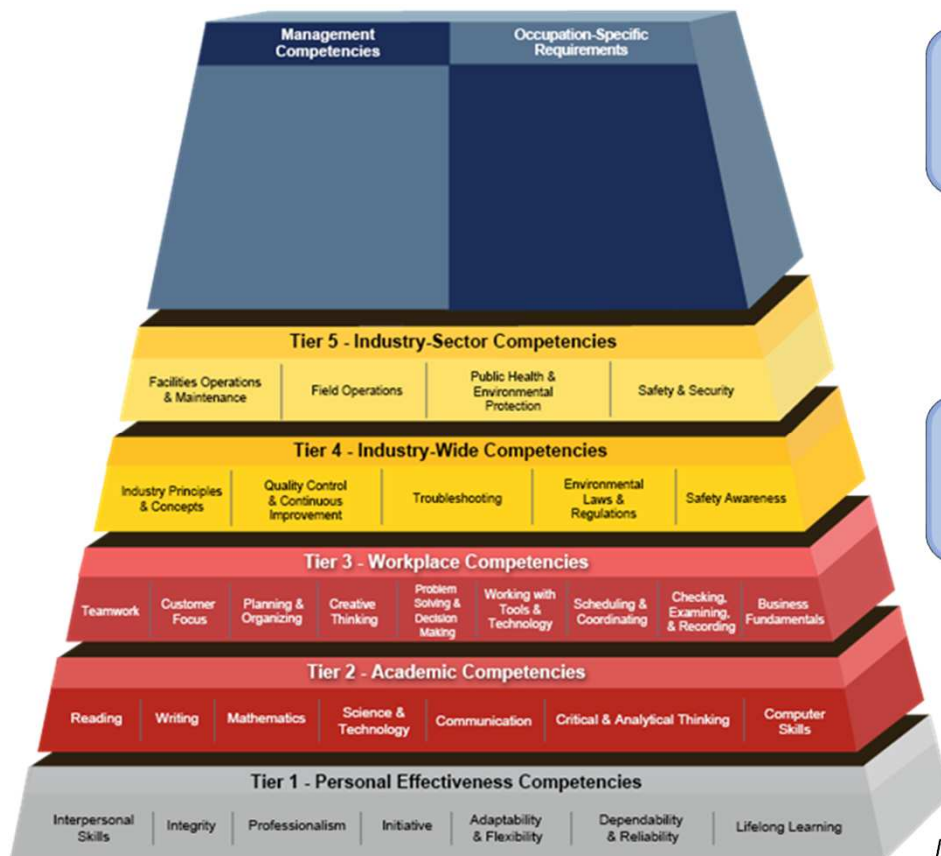 Management
Competencies
Occupation-Specific
Requirements
Tier 5 - Industry-Sector Competencies
Facilities Operations
& Maintenance
Field Operations
Public Health &
Environmental
Protection
Safety & Security
Tier 4 - Industry-Wide Competencies
Industry Principles
& Concepts
Quality Control
& Continuous
Improvement
Troubleshooting
Environmental
Laws &
Regulations
Safety Awareness
Tier 3 - Workplace Competencies
Teamwork
Customer
Focus
Planning &
Organizing
Creative
Thinking
Problem
Solving &
Decision
Making
Working with
Tools &
Technology
Scheduling &
Coordinating
Checking,
Examining,
& Recording
Business
Fundamentals
Tier 2 - Academic Competencies
Reading
Writing
Mathematics
Science &
Technology
Communication
Critical & Analytical Thinking
Computer
Skills
Tier 1 - Personal Effectiveness Competencies
Interpersonal
Skills
Integrity
Professionalism
Initiative
Adaptability
& Flexibility
Dependability
& Reliability
Lifelong Learning